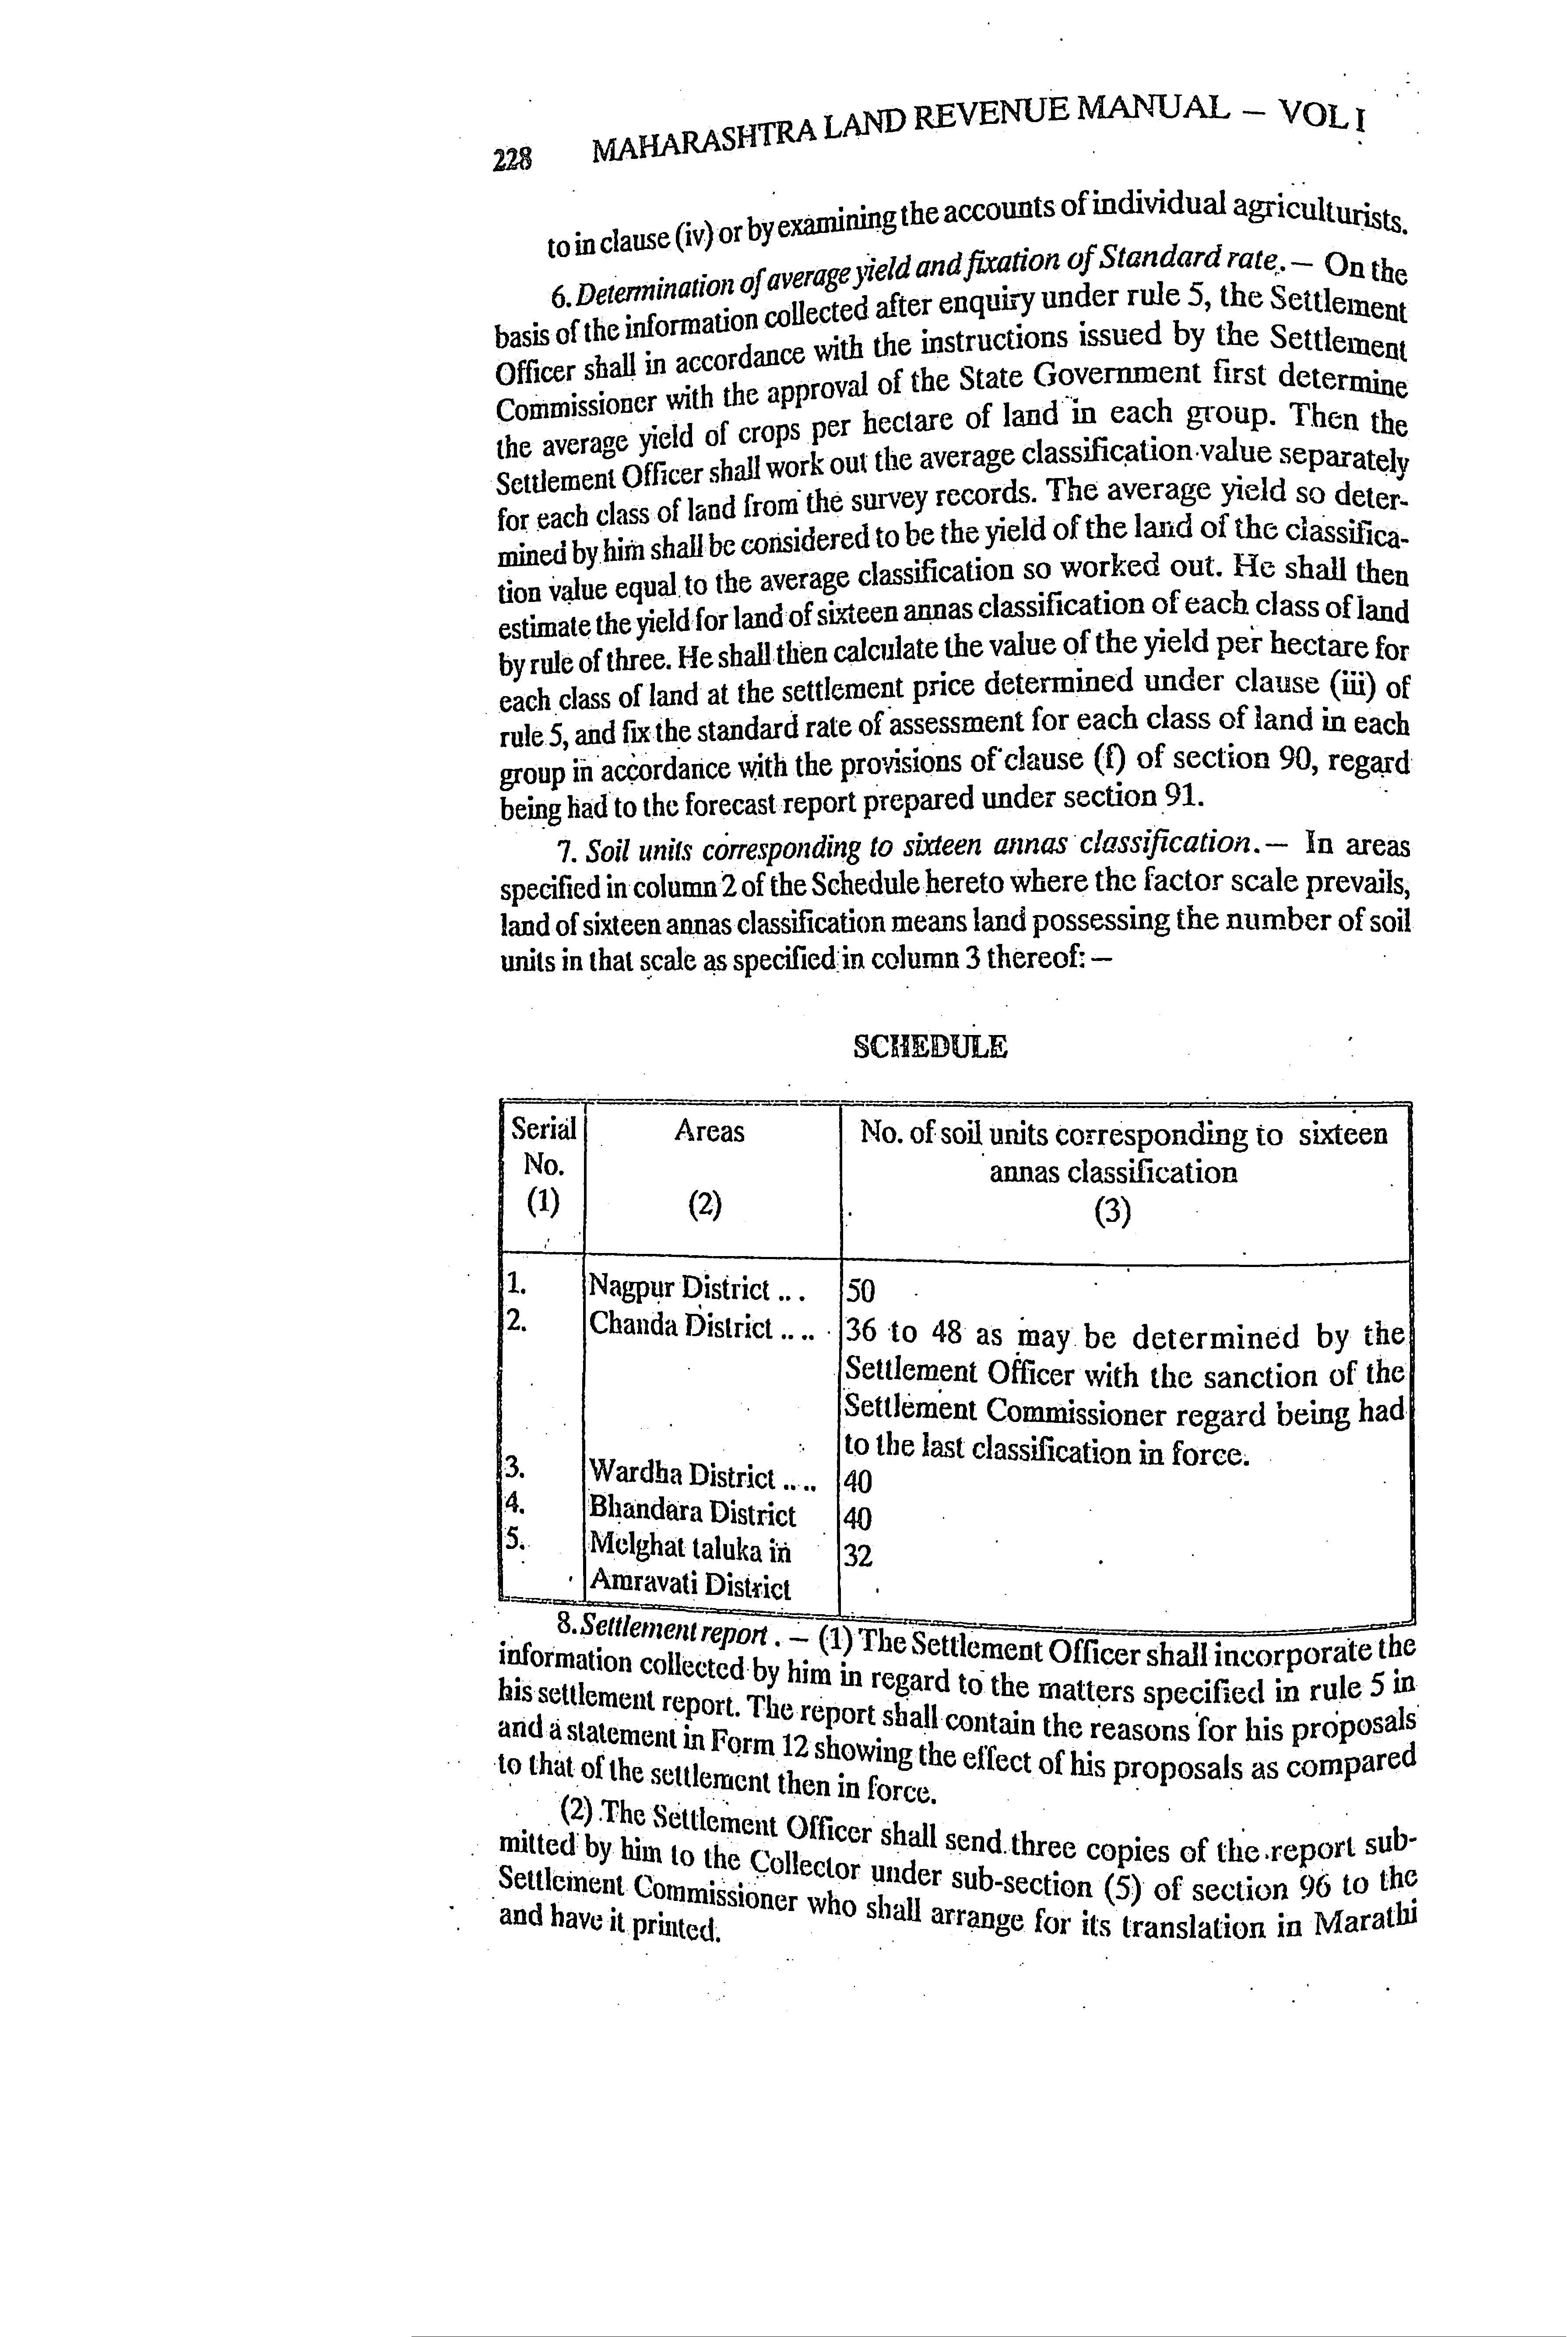 228 MAHARASHTRA LAND REVENUE MANUAL – VOL I
to in clause (iv) or by examining the accounts of individual agriculturists.
6. Determination of average yield and fixation of Standard rate. – On the
basis of the information collected after enquiry under rule 5, the Settlement
Officer shall in accordance with the instructions issued by the Settlement
Commissioner with the approval of the State Government first determine
the average yield of crops per hectare of land in each group. Then the
Settlement Officer shall work out the average classification value separately
for each class of land from the survey records. The average yield so deter-
mined by him shall be considered to be the yield of the land of the classifica-
tion value equal to the average classification so worked out. He shall then
estimate the yield for land of sixteen annas classification of each class of land
by rule of three. He shall then calculate the value of the yield per hectare for
each class of land at the settlement price determined under clause (iii) of
rule 5, and fix the standard rate of assessment for each class of land in each
group in accordance with the provisions of clause (f) of section 90, regard
being had to the forecast report prepared under section 91.
7. Soil units corresponding to sixteen annas classification. – In areas
specified in column 2 of the Schedule hereto where the factor scale prevails,
land of sixteen annas classification means land possessing the number of soil
units in that scale as specified in column 3 thereof: –
SCHEDULE
Serial Areas No. of soil units corresponding to sixteen
No. annas classification
(1) (2) (3)
1. Nagpur District ... 50
2. Chanda District .... 36 to 48 as may be determined by the
Settlement Officer with the sanction of the
Settlement Commissioner regard being had
to the last classification in force.
3. Wardha District .... 40
4. Bhandara District 40
5. Melghat taluka in 32
Amravati District
8. Settlement report. – (1) The Settlement Officer shall incorporate the
information collected by him in regard to the matters specified in rule 5 in
his settlement report. The report shall contain the reasons for his proposals
and a statement in Form 12 showing the effect of his proposals as compared
to that of the settlement then in force.
(2) The Settlement Officer shall send three copies of the report sub-
mitted by him to the Collector under sub-section (5) of section 96 to the
Settlement Commissioner who shall arrange for its translation in Marathi
and have it printed.